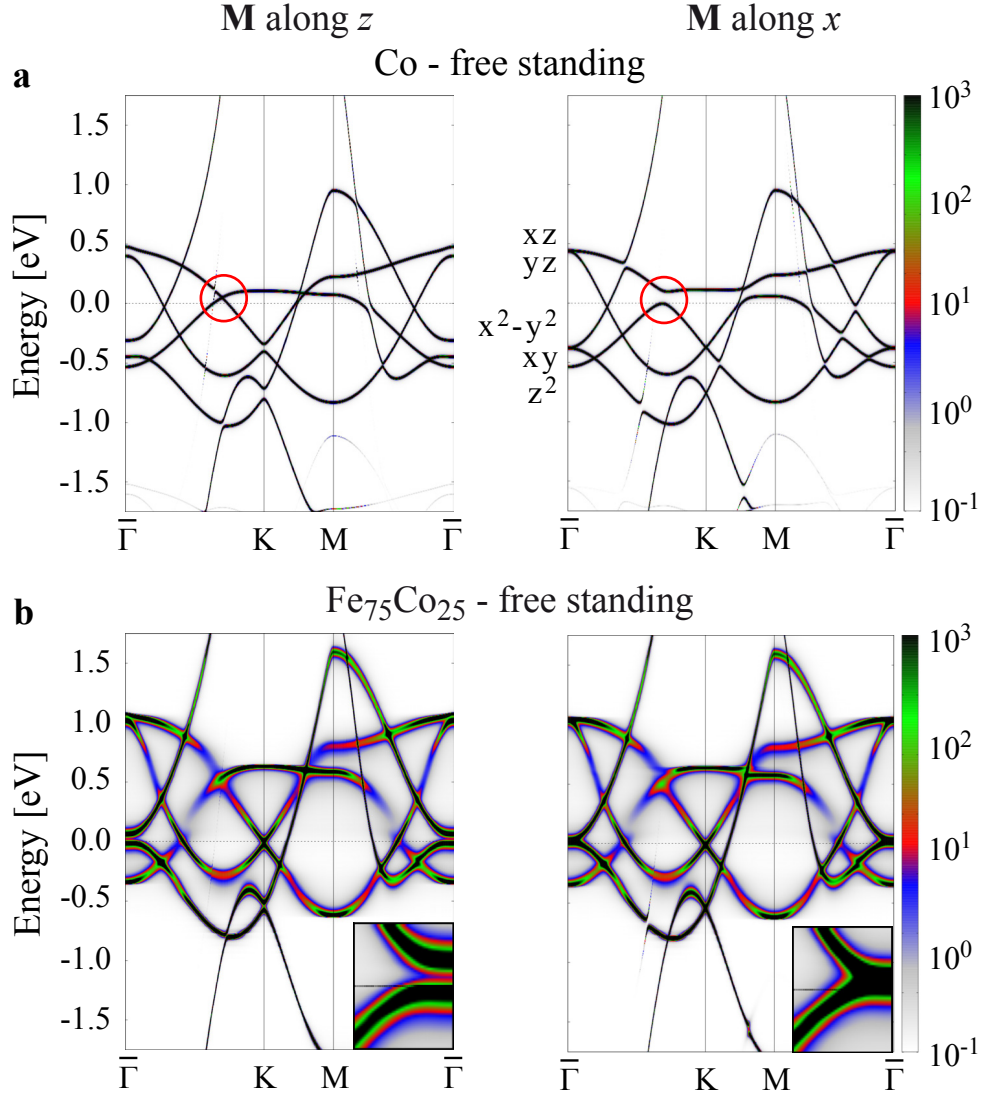 M along z
M along x
a
Co - free standing
Energy [eV]
1.5
1.0
0.5
0.0
-0.5
-1.0
-1.5
Γ̅
K
M
Γ̅
xz
yz
x²-y²
xy
z²
Γ̅
K
M
Γ̅
10³
10²
10¹
10⁰
10⁻¹
b
Fe₇₅Co₂₅ - free standing
Energy [eV]
1.5
1.0
0.5
0.0
-0.5
-1.0
-1.5
Γ̅
K
M
Γ̅
Γ̅
K
M
Γ̅
10³
10²
10¹
10⁰
10⁻¹